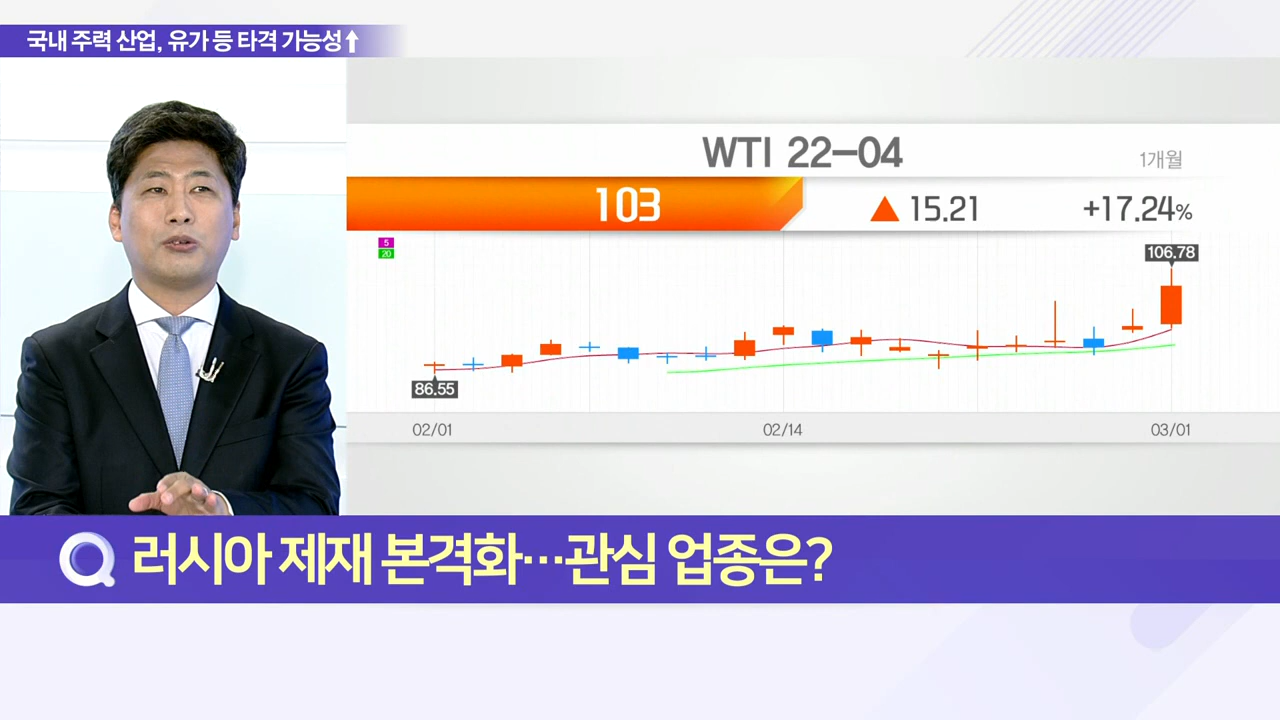 국내 주력 산업, 유가 등 타격 가능성↑
WTI 22-04
1개월
103
▲ 15.21
+17.24%
5
20
106.78
86.55
02/01
02/14
03/01
Q 러시아 제재 본격화…관심 업종은?